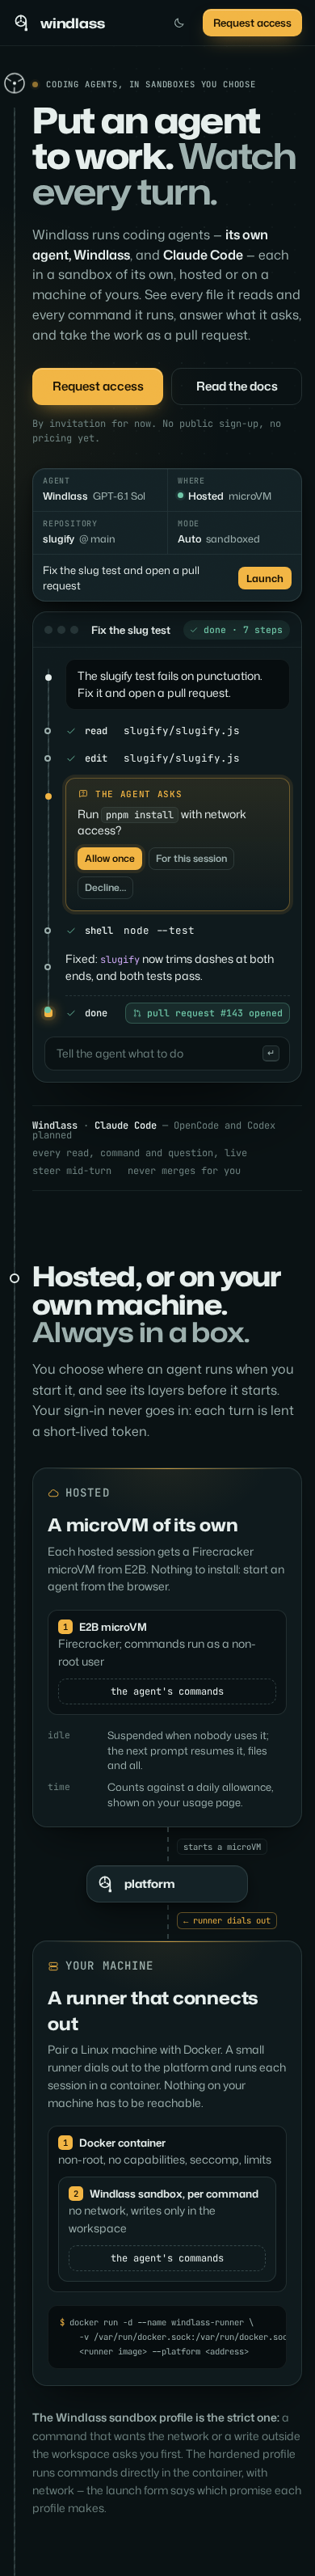 windlass
Request access
CODING AGENTS, IN SANDBOXES YOU CHOOSE
Put an agent
to work. Watch
every turn.
Windlass runs coding agents — its own
agent, Windlass, and Claude Code — each
in a sandbox of its own, hosted or on a
machine of yours. See every file it reads and
every command it runs, answer what it asks,
and take the work as a pull request.
Request access
Read the docs
By invitation for now. No public sign-up, no
pricing yet.
AGENT
Windlass GPT-6.1 Sol
WHERE
Hosted microVM
REPOSITORY
slugify @ main
MODE
Auto sandboxed
Fix the slug test and open a pull
request
Launch
Fix the slug test
✓ done · 7 steps
The slugify test fails on punctuation.
Fix it and open a pull request.
✓ read slugify/slugify.js
✓ edit slugify/slugify.js
THE AGENT ASKS
Run pnpm install with network
access?
Allow once
For this session
Decline…
✓ shell node --test
Fixed: slugify now trims dashes at both
ends, and both tests pass.
✓ done
pull request #143 opened
Tell the agent what to do
↵
Windlass · Claude Code — OpenCode and Codex
planned
every read, command and question, live
steer mid-turn never merges for you
Hosted, or on your
own machine.
Always in a box.
You choose where an agent runs when you
start it, and see its layers before it starts.
Your sign-in never goes in: each turn is lent
a short-lived token.
HOSTED
A microVM of its own
Each hosted session gets a Firecracker
microVM from E2B. Nothing to install: start an
agent from the browser.
1 E2B microVM
Firecracker; commands run as a non-
root user
the agent's commands
idle
Suspended when nobody uses it;
the next prompt resumes it, files
and all.
time
Counts against a daily allowance,
shown on your usage page.
starts a microVM
platform
← runner dials out
YOUR MACHINE
A runner that connects
out
Pair a Linux machine with Docker. A small
runner dials out to the platform and runs each
session in a container. Nothing on your
machine has to be reachable.
1 Docker container
non-root, no capabilities, seccomp, limits
2 Windlass sandbox, per command
no network, writes only in the
workspace
the agent's commands
$ docker run -d --name windlass-runner \
-v /var/run/docker.sock:/var/run/docker.soc
<runner image> --platform <address>
The Windlass sandbox profile is the strict one: a
command that wants the network or a write outside
the workspace asks you first. The hardened profile
runs commands directly in the container, with
network — the launch form says which promise each
profile makes.